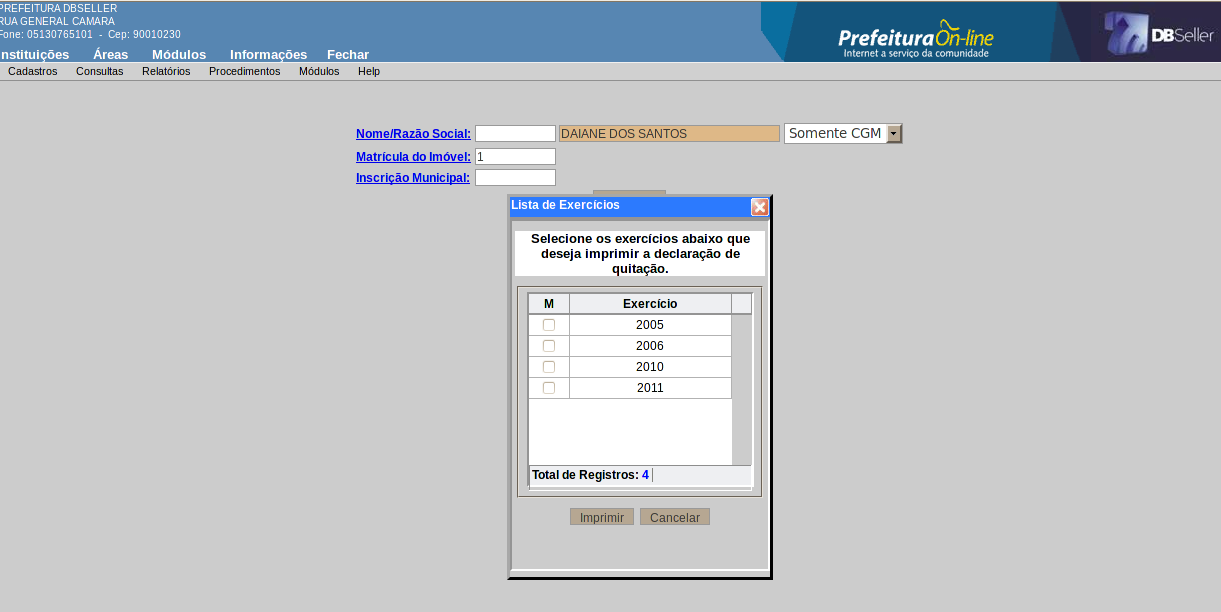 PREFEITURA DBSELLER
RUA GENERAL CAMARA
Fone: 05130765101 - Cep: 90010230
nstituições Áreas Módulos Informações Fechar
Prefeitura On-line
Internet a serviço da comunidade
DBSeller
Cadastros Consultas Relatórios Procedimentos Módulos Help
Nome/Razão Social: DAIANE DOS SANTOS Somente CGM
Matrícula do Imóvel: 1
Inscrição Municipal:
Lista de Exercícios
Selecione os exercícios abaixo que
deseja imprimir a declaração de
quitação.
M Exercício
2005
2006
2010
2011
Total de Registros: 4
Imprimir Cancelar